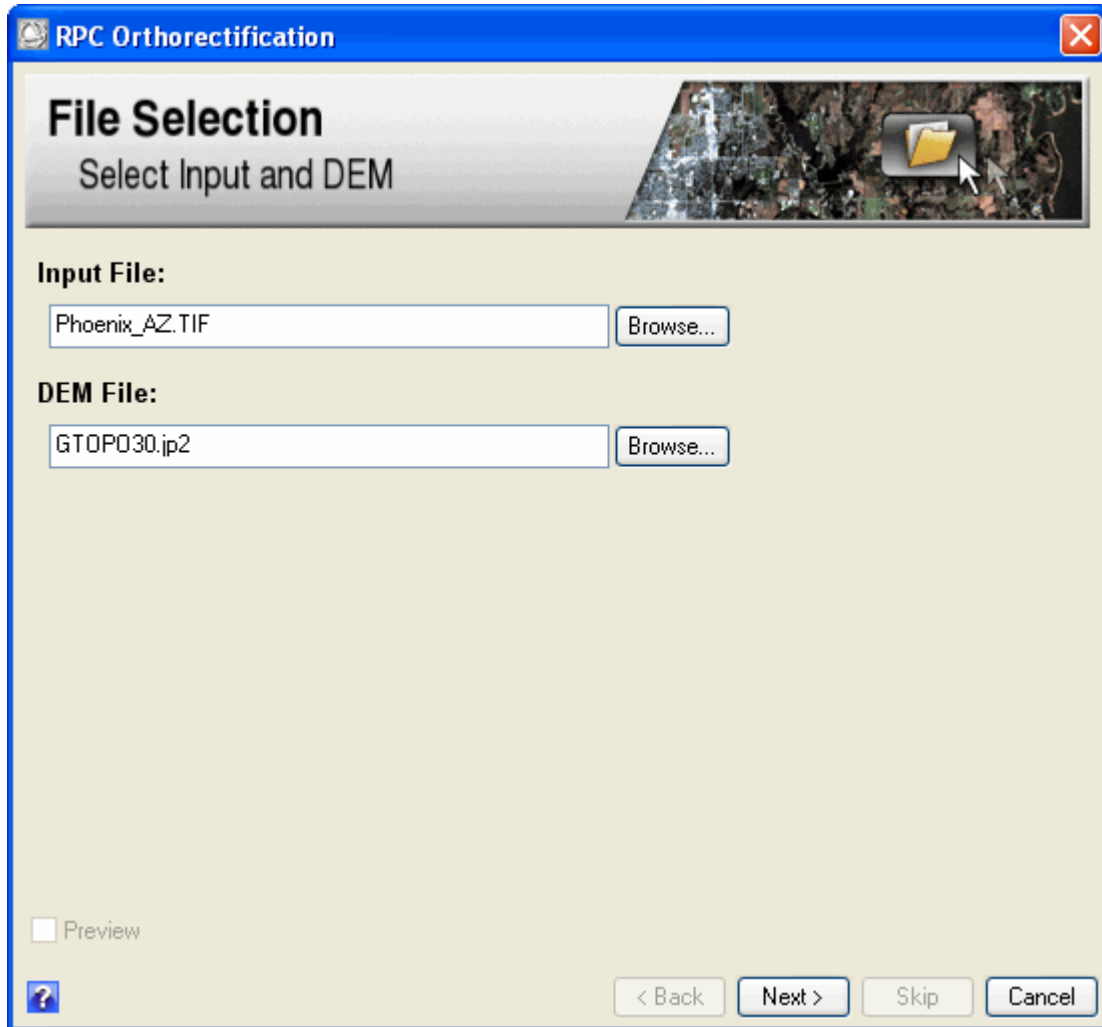 RPC Orthorectification
File Selection
Select Input and DEM
Input File:
Phoenix_AZ.TIF
Browse...
DEM File:
GTOPO30.jp2
Browse...
Preview
?
< Back
Next >
Skip
Cancel